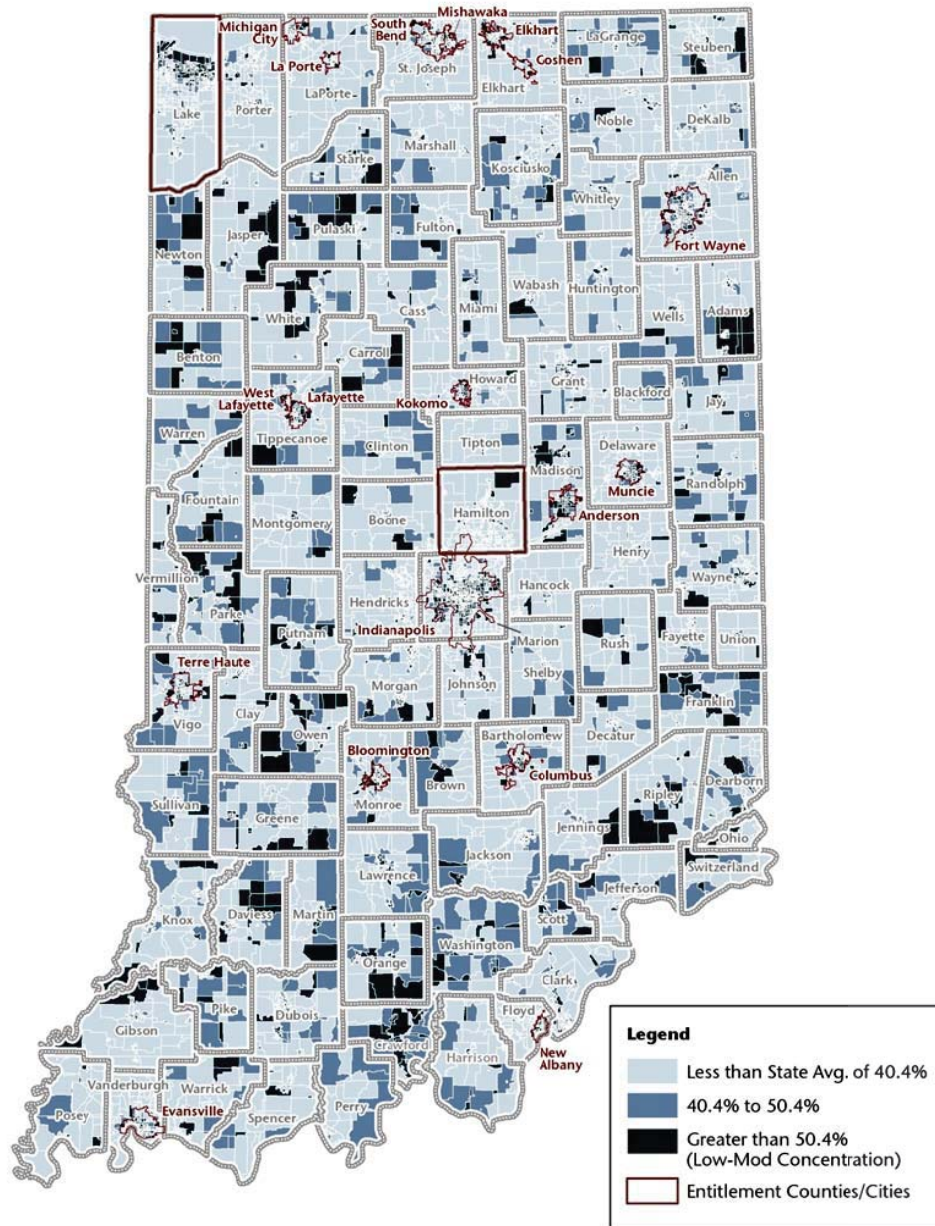 Michigan
City
South
Bend
Mishawaka
Elkhart
LaGrange
Steuben
La Porte
St. Joseph
Goshen
Elkhart
Lake
Porter
LaPorte
Noble
DeKalb
Starke
Marshall
Kosciusko
Allen
Whitley
Newton
Jasper
Pulaski
Fulton
Fort Wayne
Wabash
Huntington
White
Cass
Miami
Wells
Adams
Benton
Carroll
West
Lafayette
Lafayette
Howard
Grant
Kokomo
Blackford
Jay
Warren
Tippecanoe
Clinton
Tipton
Delaware
Madison
Randolph
Muncie
Fountain
Montgomery
Boone
Hamilton
Anderson
Henry
Vermillion
Wayne
Parke
Hendricks
Hancock
Putnam
Indianapolis
Marion
Rush
Fayette
Union
Terre Haute
Shelby
Morgan
Johnson
Vigo
Clay
Owen
Franklin
Bartholomew
Decatur
Bloomington
Columbus
Sullivan
Monroe
Brown
Ripley
Dearborn
Greene
Jennings
Ohio
Jackson
Switzerland
Lawrence
Jefferson
Knox
Daviess
Martin
Scott
Washington
Orange
Clark
Pike
Dubois
Floyd
Gibson
Crawford
Harrison
New
Albany
Vanderburgh
Warrick
Posey
Evansville
Spencer
Perry
Legend
Less than State Avg. of 40.4%
40.4% to 50.4%
Greater than 50.4%
(Low-Mod Concentration)
Entitlement Counties/Cities